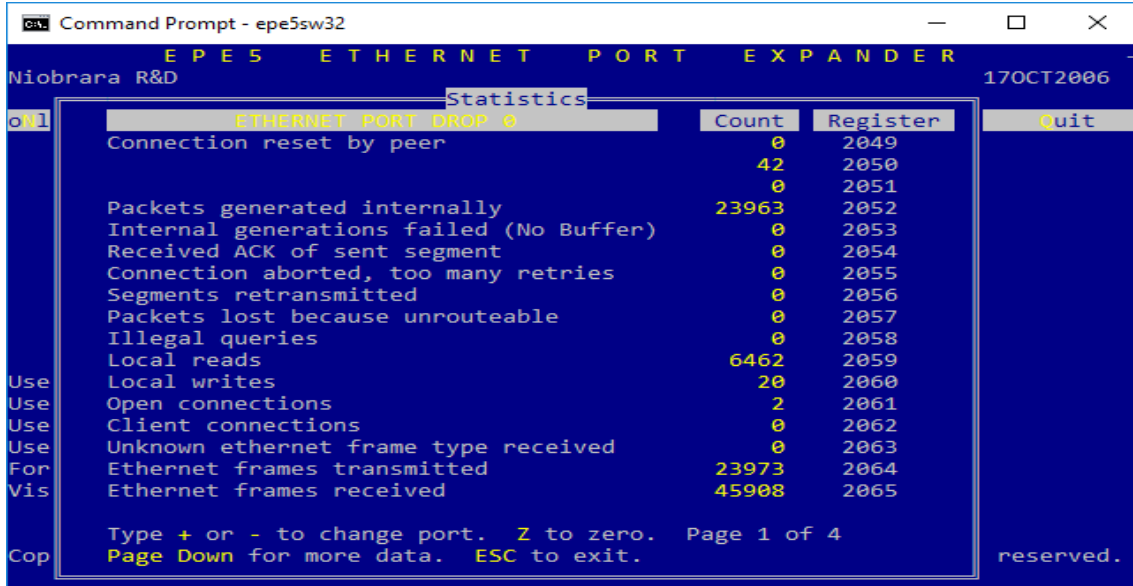 Command Prompt - epe5sw32
E P E 5 E T H E R N E T P O R T E X P A N D E R
Niobrara R&D 17OCT2006
Statistics
oNl ETHERNET PORT DROP 0 Count Register Quit
Connection reset by peer 0 2049
42 2050
0 2051
Packets generated internally 23963 2052
Internal generations failed (No Buffer) 0 2053
Received ACK of sent segment 0 2054
Connection aborted, too many retries 0 2055
Segments retransmitted 0 2056
Packets lost because unrouteable 0 2057
Illegal queries 0 2058
Local reads 6462 2059
Use Local writes 20 2060
Use Open connections 2 2061
Use Client connections 0 2062
Use Unknown ethernet frame type received 0 2063
For Ethernet frames transmitted 23973 2064
Vis Ethernet frames received 45908 2065
Type + or - to change port. Z to zero. Page 1 of 4
Cop Page Down for more data. ESC to exit. reserved.